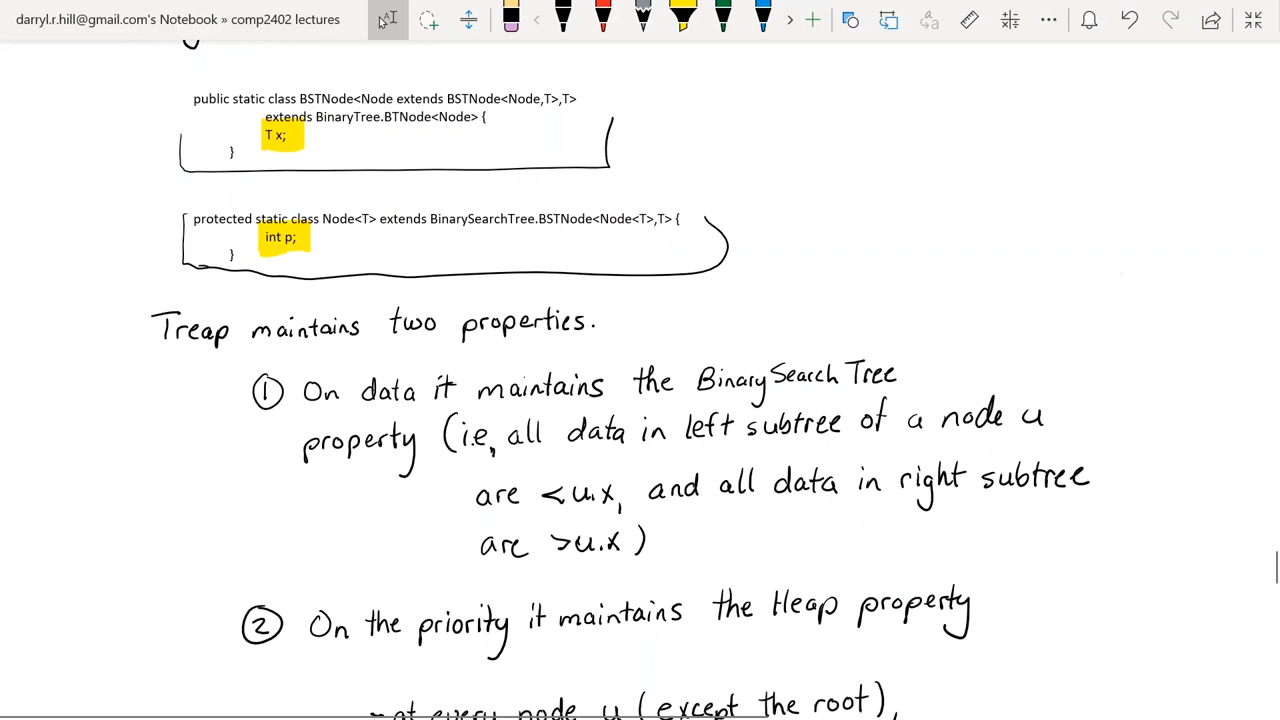 darryl.r.hill@gmail.com's Notebook » comp2402 lectures
public static class BSTNode<Node extends BSTNode<Node,T>,T>
extends BinaryTree.BTNode<Node> {
T x;
}
protected static class Node<T> extends BinarySearchTree.BSTNode<Node<T>,T> {
int p;
}
Treap maintains two properties.
① On data it maintains the BinarySearchTree
property (i.e, all data in left subtree of a node u
are <u.x, and all data in right subtree
are >u.x)
② On the priority it maintains the Heap property
- at every node u (except the root),